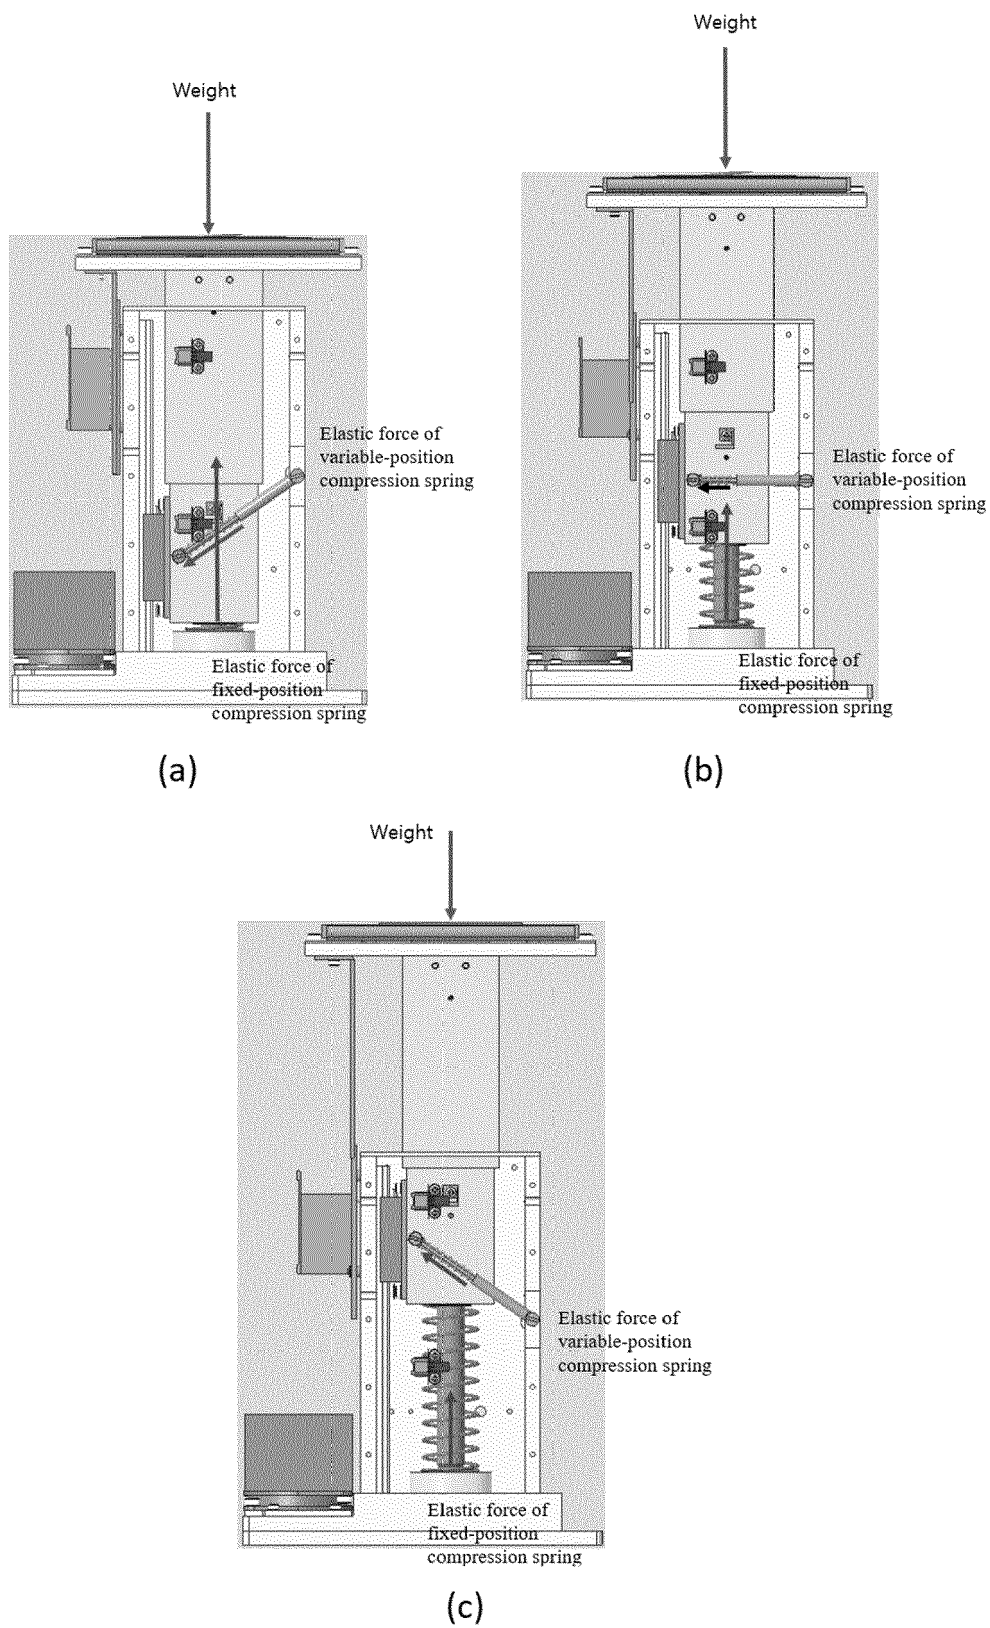 Weight
Elastic force of
variable-position
compression spring
Elastic force of
fixed-position
compression spring
(a)
Weight
Elastic force of
variable-position
compression spring
Elastic force of
fixed-position
compression spring
(b)
Weight
Elastic force of
variable-position
compression spring
Elastic force of
fixed-position
compression spring
(c)